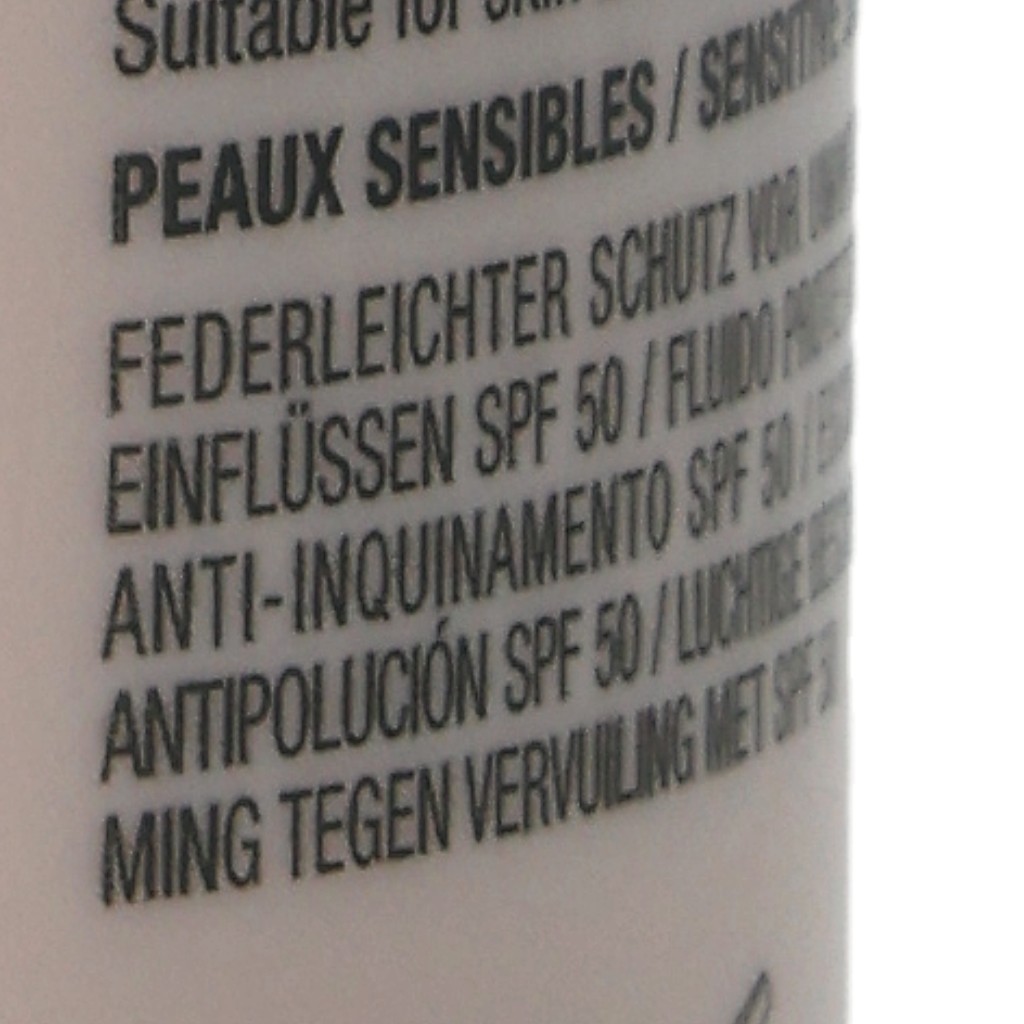 Suitable for skin
PEAUX SENSIBLES / SENSITIVE
FEDERLEICHTER SCHUTZ VOR
EINFLÜSSEN SPF 50 / FLUIDO
ANTI-INQUINAMENTO SPF 50 /
ANTIPOLUCIÓN SPF 50 / LUCHTIGE
MING TEGEN VERVUILING MET SPF